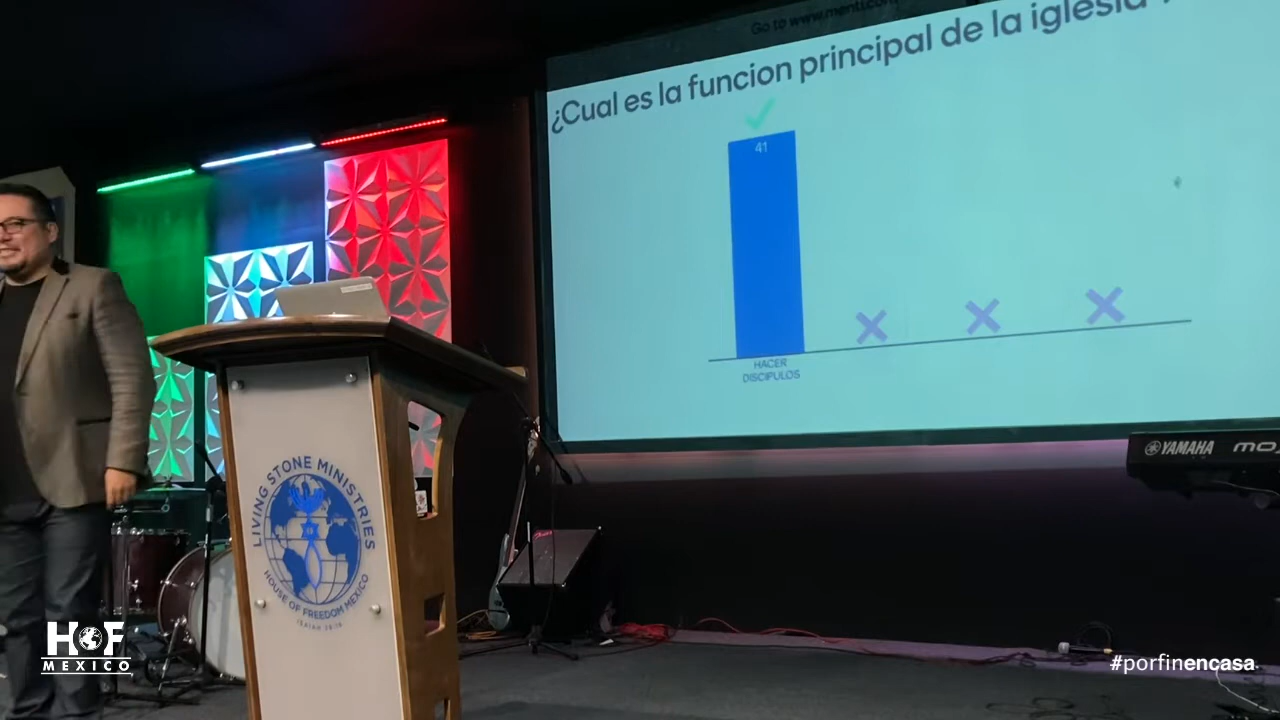 Go to www.menti.com
¿Cual es la funcion principal de la iglesia
41
HACER
DISCIPULOS
YAMAHA
LIVING STONE MINISTRIES
HOUSE OF FREEDOM MEXICO
HOF
MEXICO
#porfinencasa